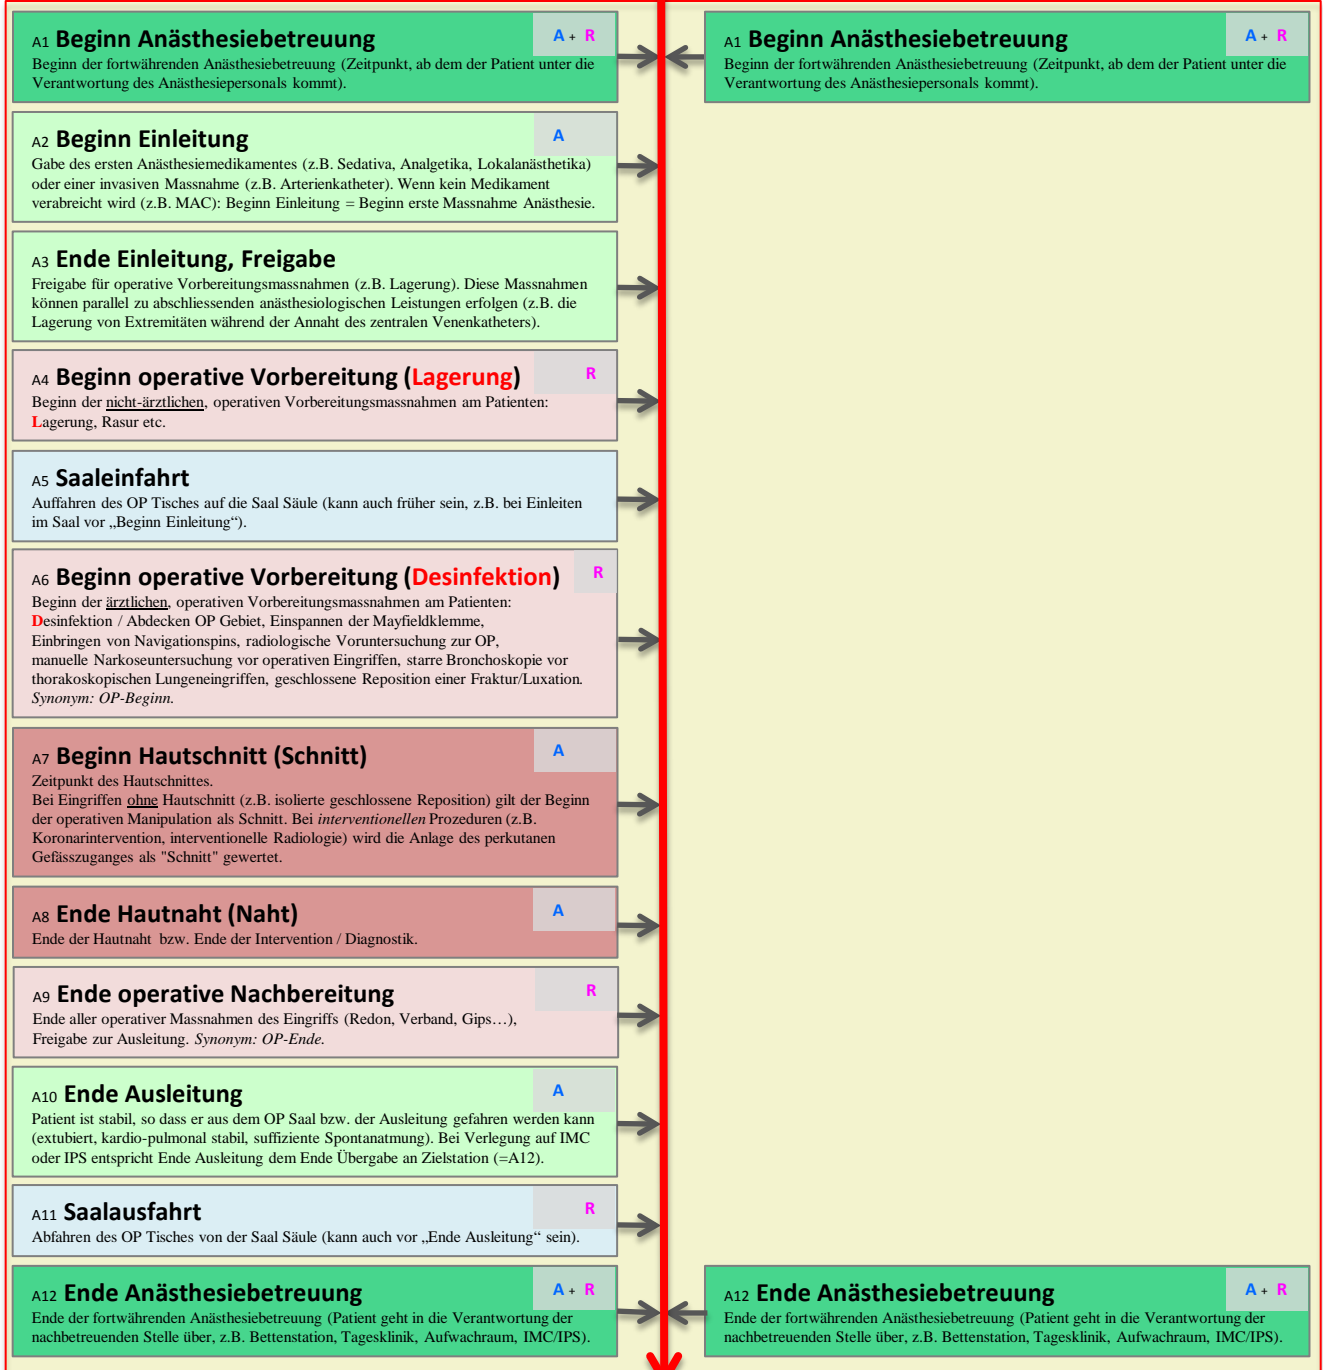 A1 Beginn Anästhesiebetreuung A + R
Beginn der fortwährenden Anästhesiebetreuung (Zeitpunkt, ab dem der Patient unter die
Verantwortung des Anästhesiepersonals kommt).
A1 Beginn Anästhesiebetreuung A + R
Beginn der fortwährenden Anästhesiebetreuung (Zeitpunkt, ab dem der Patient unter die
Verantwortung des Anästhesiepersonals kommt).
A2 Beginn Einleitung A
Gabe des ersten Anästhesiemedikamentes (z.B. Sedativa, Analgetika, Lokalanästhetika)
oder einer invasiven Massnahme (z.B. Arterienkatheter). Wenn kein Medikament
verabreicht wird (z.B. MAC): Beginn Einleitung = Beginn erste Massnahme Anästhesie.
A3 Ende Einleitung, Freigabe
Freigabe für operative Vorbereitungsmassnahmen (z.B. Lagerung). Diese Massnahmen
können parallel zu abschliessenden anästhesiologischen Leistungen erfolgen (z.B. die
Lagerung von Extremitäten während der Annaht des zentralen Venenkatheters).
A4 Beginn operative Vorbereitung (Lagerung) R
Beginn der nicht-ärztlichen, operativen Vorbereitungsmassnahmen am Patienten:
Lagerung, Rasur etc.
A5 Saaleinfahrt
Auffahren des OP Tisches auf die Saal Säule (kann auch früher sein, z.B. bei Einleiten
im Saal vor „Beginn Einleitung“).
A6 Beginn operative Vorbereitung (Desinfektion) R
Beginn der ärztlichen, operativen Vorbereitungsmassnahmen am Patienten:
Desinfektion / Abdecken OP Gebiet, Einspannen der Mayfieldklemme,
Einbringen von Navigationspins, radiologische Voruntersuchung zur OP,
manuelle Narkoseuntersuchung vor operativen Eingriffen, starre Bronchoskopie vor
thorakoskopischen Lungeneingriffen, geschlossene Reposition einer Fraktur/Luxation.
Synonym: OP-Beginn.
A7 Beginn Hautschnitt (Schnitt) A
Zeitpunkt des Hautschnittes.
Bei Eingriffen ohne Hautschnitt (z.B. isolierte geschlossene Reposition) gilt der Beginn
der operativen Manipulation als Schnitt. Bei interventionellen Prozeduren (z.B.
Koronarintervention, interventionelle Radiologie) wird die Anlage des perkutanen
Gefässzuganges als "Schnitt" gewertet.
A8 Ende Hautnaht (Naht) A
Ende der Hautnaht bzw. Ende der Intervention / Diagnostik.
A9 Ende operative Nachbereitung R
Ende aller operativer Massnahmen des Eingriffs (Redon, Verband, Gips…),
Freigabe zur Ausleitung. Synonym: OP-Ende.
A10 Ende Ausleitung A
Patient ist stabil, so dass er aus dem OP Saal bzw. der Ausleitung gefahren werden kann
(extubiert, kardio-pulmonal stabil, suffiziente Spontanatmung). Bei Verlegung auf IMC
oder IPS entspricht Ende Ausleitung dem Ende Übergabe an Zielstation (=A12).
A11 Saalausfahrt R
Abfahren des OP Tisches von der Saal Säule (kann auch vor „Ende Ausleitung“ sein).
A12 Ende Anästhesiebetreuung A + R
Ende der fortwährenden Anästhesiebetreuung (Patient geht in die Verantwortung der
nachbetreuenden Stelle über, z.B. Bettenstation, Tagesklinik, Aufwachraum, IMC/IPS).
A12 Ende Anästhesiebetreuung A + R
Ende der fortwährenden Anästhesiebetreuung (Patient geht in die Verantwortung der
nachbetreuenden Stelle über, z.B. Bettenstation, Tagesklinik, Aufwachraum, IMC/IPS).